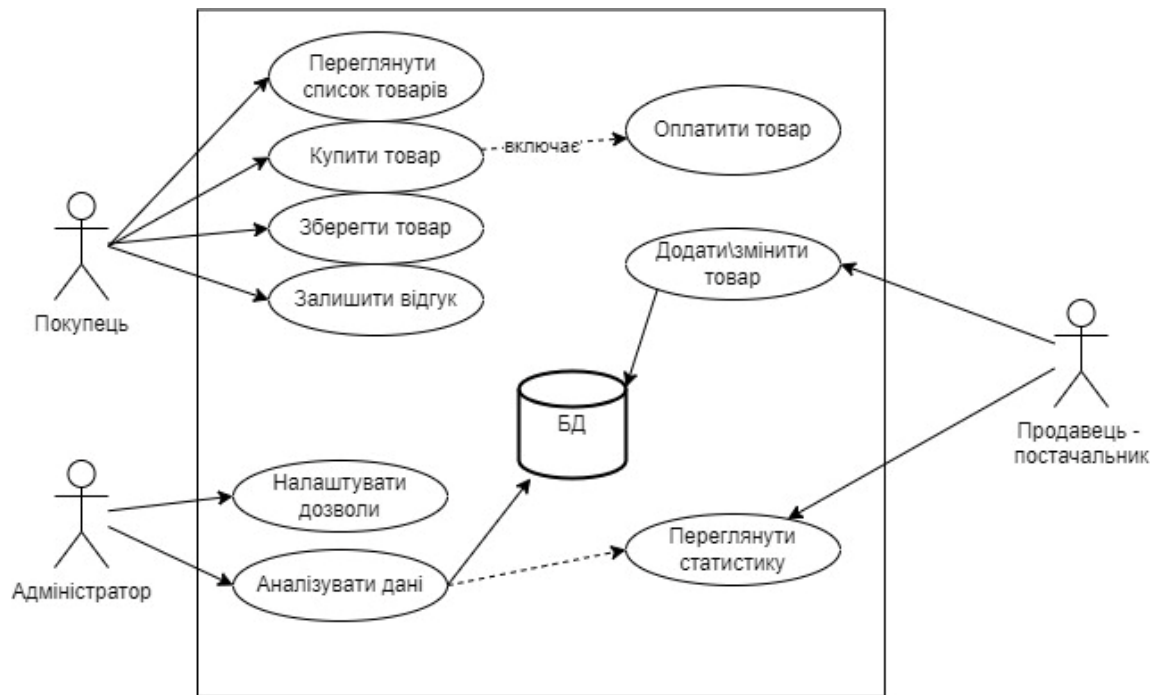 Переглянути
список товарів
Купити товар
включає
Оплатити товар
Зберегти товар
Додати\змінити
товар
Залишити відгук
Покупець
БД
Продавець -
постачальник
Налаштувати
дозволи
Переглянути
статистику
Аналізувати дані
Адміністратор